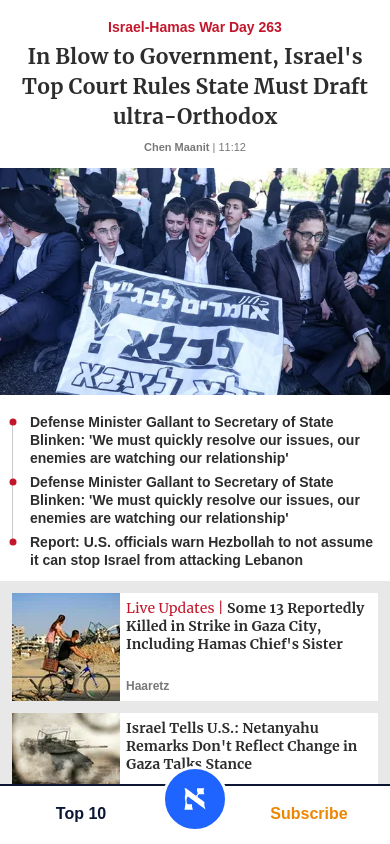 Israel-Hamas War Day 263
In Blow to Government, Israel's
Top Court Rules State Must Draft
ultra-Orthodox
Chen Maanit | 11:12
אומרים לבג"ץ
לכלא !
ולא לצבא
Defense Minister Gallant to Secretary of State
Blinken: 'We must quickly resolve our issues, our
enemies are watching our relationship'
Defense Minister Gallant to Secretary of State
Blinken: 'We must quickly resolve our issues, our
enemies are watching our relationship'
Report: U.S. officials warn Hezbollah to not assume
it can stop Israel from attacking Lebanon
Live Updates | Some 13 Reportedly
Killed in Strike in Gaza City,
Including Hamas Chief's Sister
Haaretz
Israel Tells U.S.: Netanyahu
Remarks Don't Reflect Change in
Gaza Talks Stance
Top 10
א
Subscribe